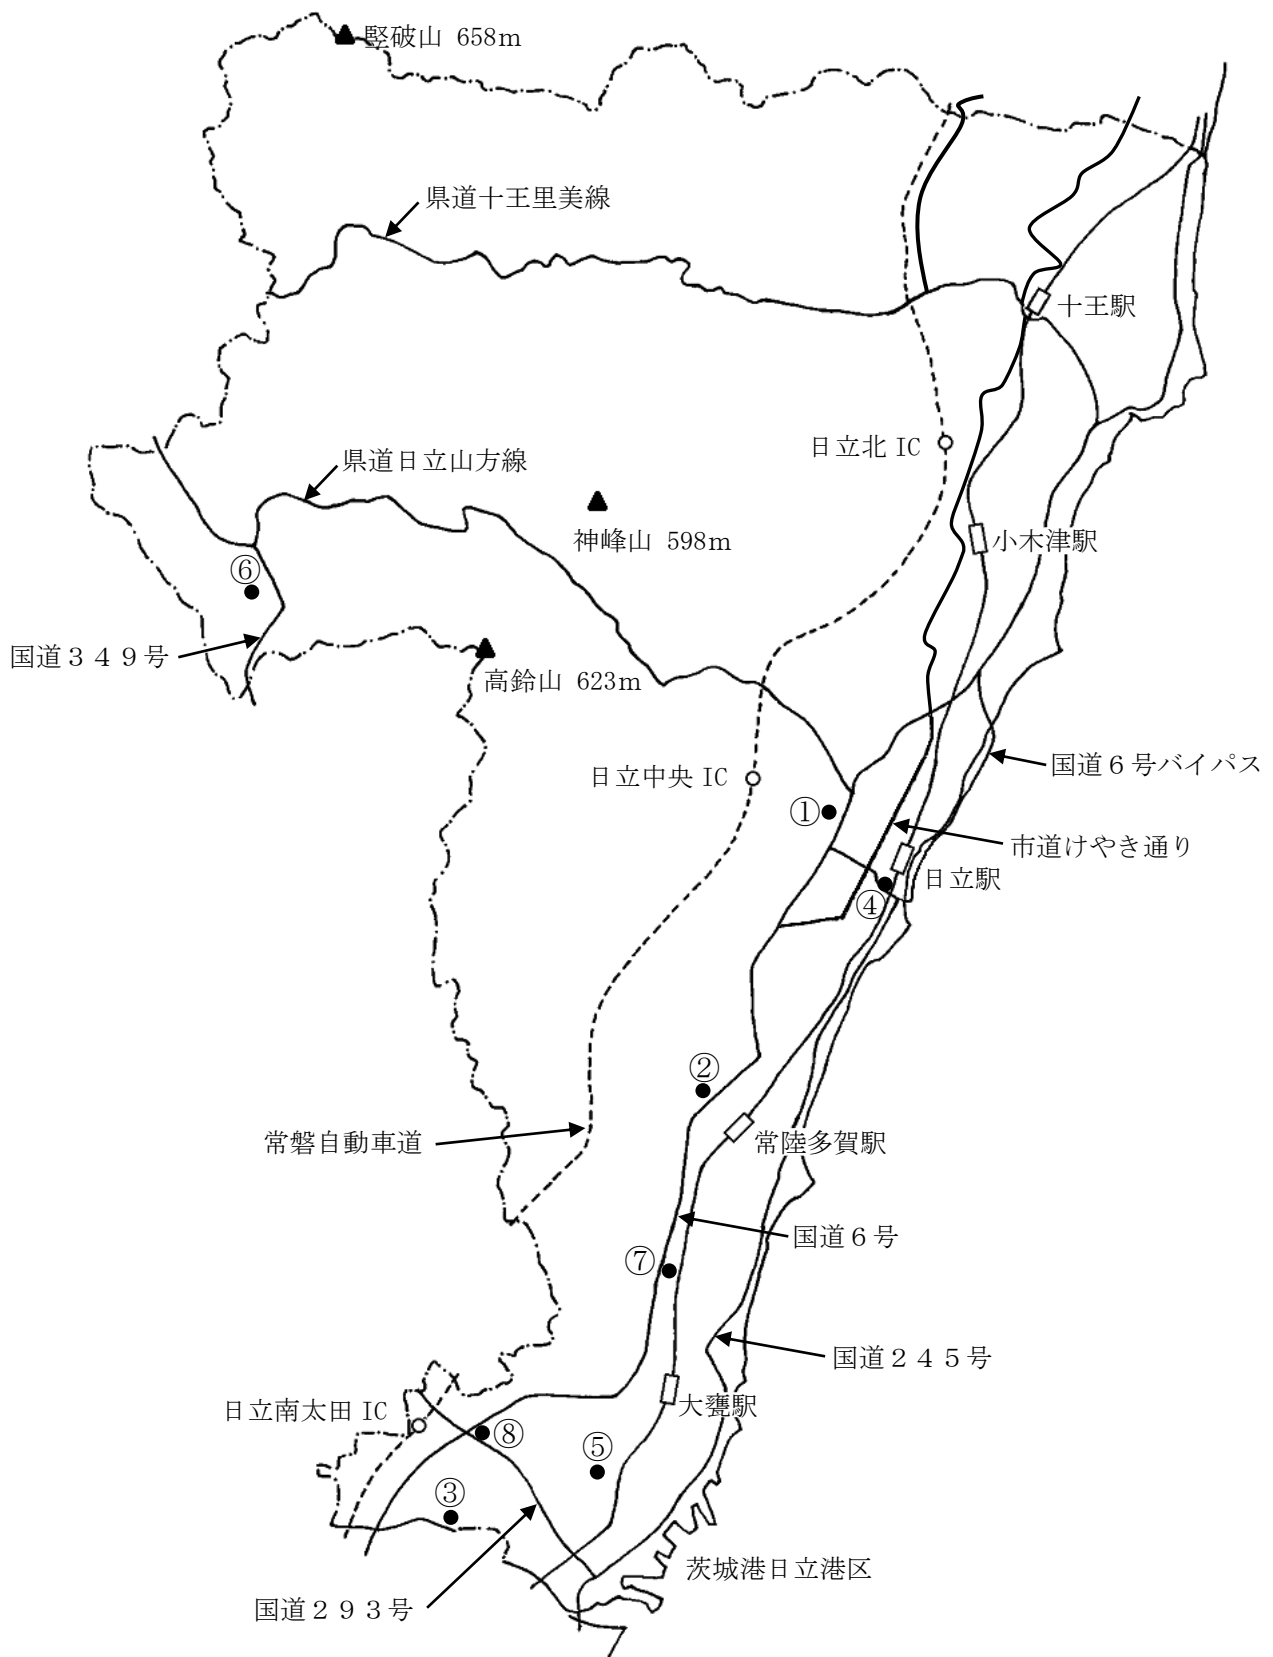 竪破山 658m
県道十王里美線
十王駅
日立北 IC
県道日立山方線
神峰山 598m
小木津駅
⑥
国道３４９号
高鈴山 623m
国道６号バイパス
日立中央 IC
①
市道けやき通り
日立駅
④
②
常磐自動車道
常陸多賀駅
国道６号
⑦
国道２４５号
大甕駅
日立南太田 IC
⑧
⑤
③
茨城港日立港区
国道２９３号